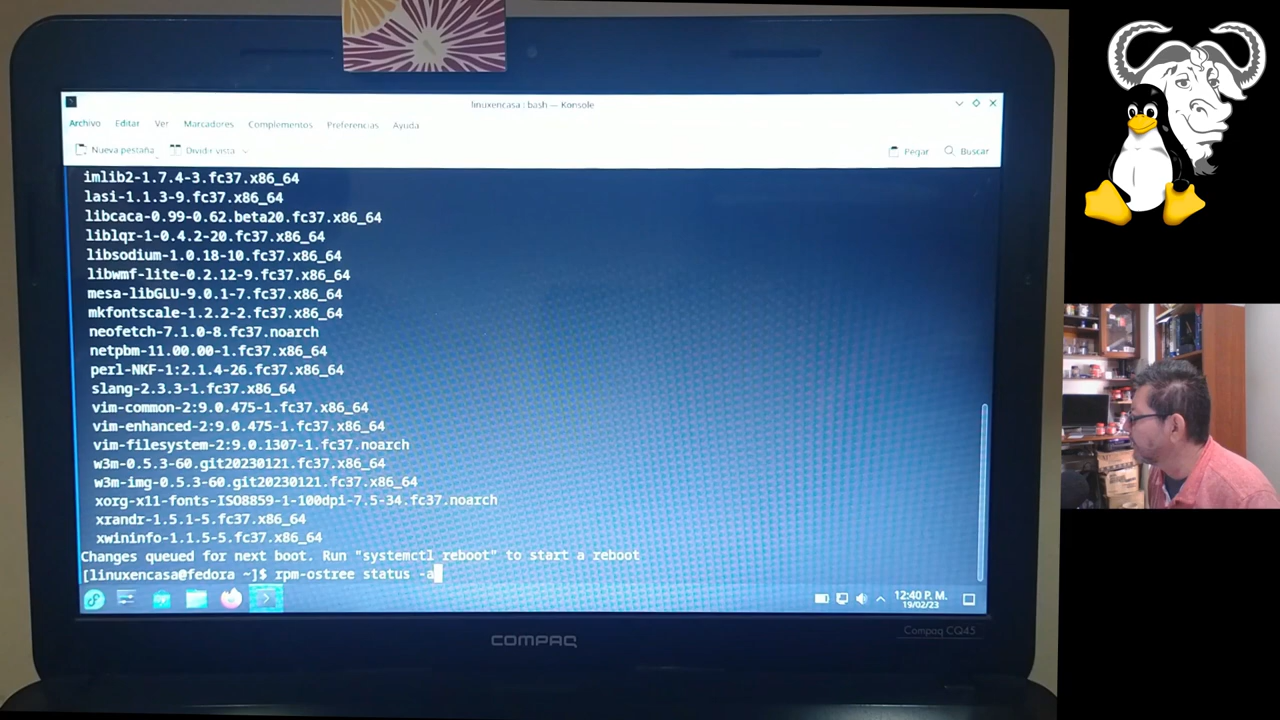 linuxencasa : bash — Konsole
Archivo Editar Ver Marcadores Complementos Preferencias Ayuda
Nueva pestaña Dividir vista Pegar Buscar
imlib2-1.7.4-3.fc37.x86_64
lasi-1.1.3-9.fc37.x86_64
libcaca-0.99-0.62.beta20.fc37.x86_64
liblqr-1-0.4.2-20.fc37.x86_64
libsodium-1.0.18-10.fc37.x86_64
libwmf-lite-0.2.12-9.fc37.x86_64
mesa-libGLU-9.0.1-7.fc37.x86_64
mkfontscale-1.2.2-2.fc37.x86_64
neofetch-7.1.0-8.fc37.noarch
netpbm-11.00.00-1.fc37.x86_64
perl-NKF-1:2.1.4-26.fc37.x86_64
slang-2.3.3-1.fc37.x86_64
vim-common-2:9.0.475-1.fc37.x86_64
vim-enhanced-2:9.0.475-1.fc37.x86_64
vim-filesystem-2:9.0.1307-1.fc37.noarch
w3m-0.5.3-60.git20230121.fc37.x86_64
w3m-img-0.5.3-60.git20230121.fc37.x86_64
xorg-x11-fonts-ISO8859-1-100dpi-7.5-34.fc37.noarch
xrandr-1.5.1-5.fc37.x86_64
xwininfo-1.1.5-5.fc37.x86_64
Changes queued for next boot. Run "systemctl reboot" to start a reboot
[linuxencasa@fedora ~]$ rpm-ostree status -a
12:40 P. M.
19/02/23
COMPAQ
Compaq CQ45